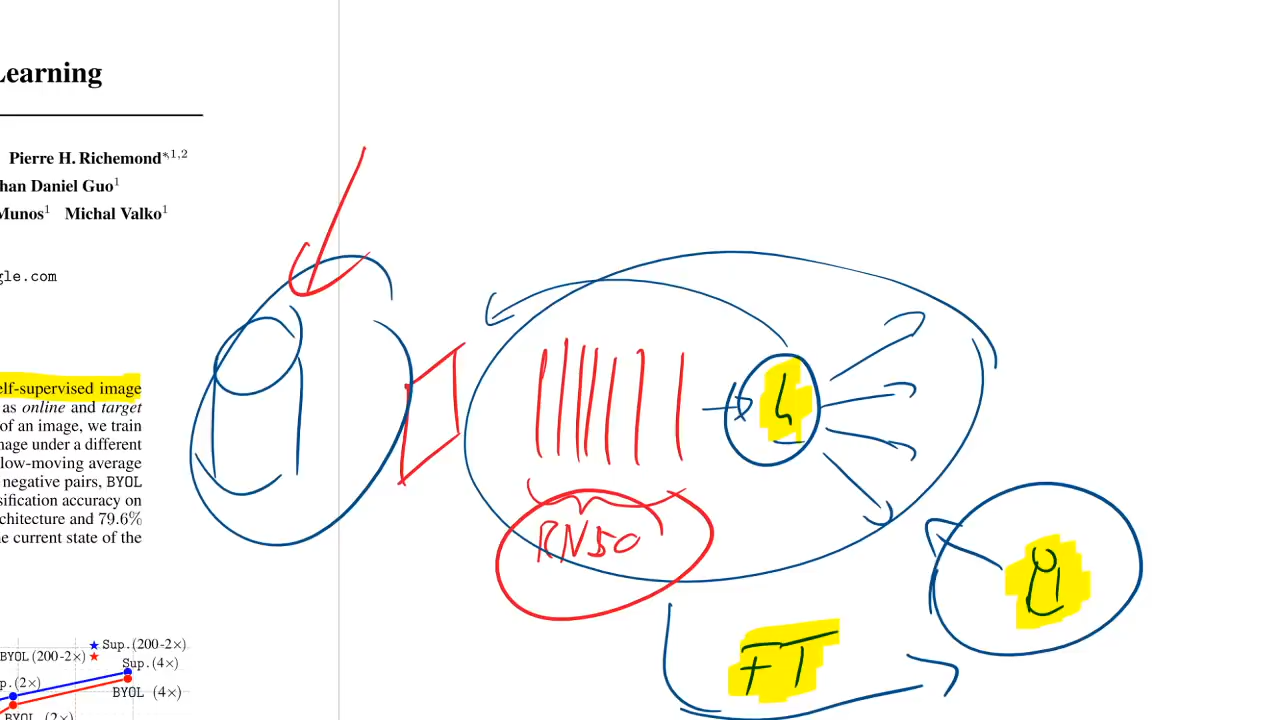 Learning
Pierre H. Richemond*,1,2
han Daniel Guo1
Munos1 Michal Valko1
gle.com
elf-supervised image
as online and target
of an image, we train
mage under a different
low-moving average
negative pairs, BYOL
sification accuracy on
chitecture and 79.6%
e current state of the
RN50
FT
Sup.(200-2×)
BYOL(200-2×)
Sup.(4×)
p.(2×)
BYOL (4×)
BYOL (2×)